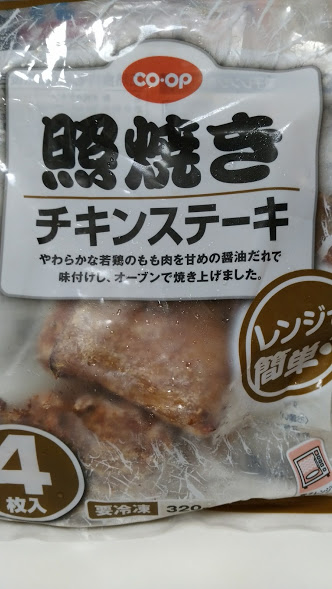 CO·OP
照焼き
チキンステーキ
やわらかな若鶏のもも肉を甘めの醤油だれで
味付けし、オーブンで焼き上げました。
レンジ
簡単
4
枚入
要冷凍 320